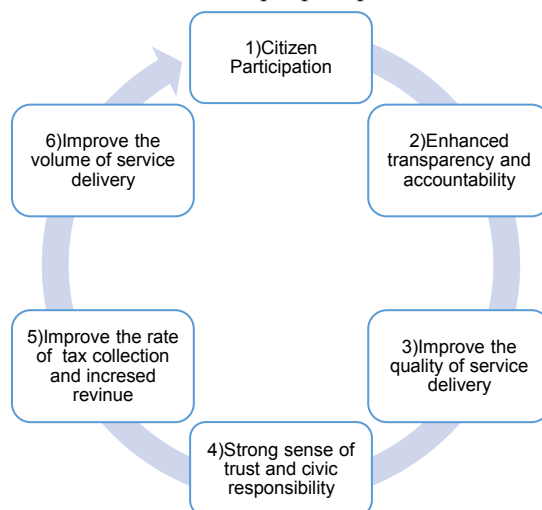 1)Citizen
Participation
2)Enhanced
transparency and
accountability
3)Improve the
quality of service
delivery
4)Strong sense of
trust and civic
responsibility
5)Improve the rate
of tax collection
and incresed
revinue
6)Improve the
volume of service
delivery